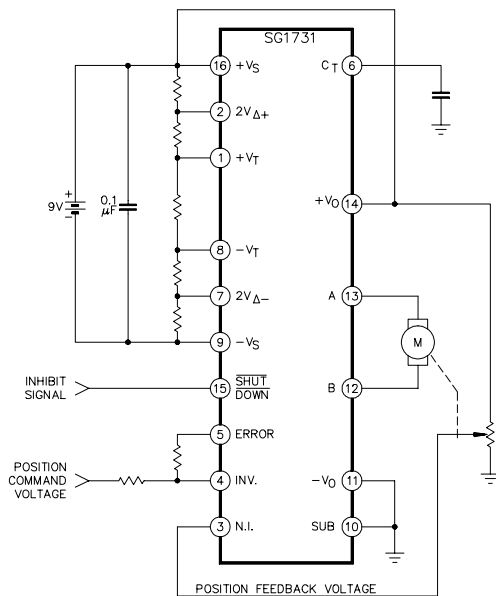 SG1731
16 +VS
CT 6
2 2VΔ+
1 +VT
+
9V
-
0.1
μF
+VO 14
8 -VT
7 2VΔ-
A 13
9 -VS
M
INHIBIT
SIGNAL
15 SHUT
DOWN
B 12
5 ERROR
POSITION
COMMAND
VOLTAGE
4 INV.
-VO 11
3 N.I.
SUB 10
POSITION FEEDBACK VOLTAGE